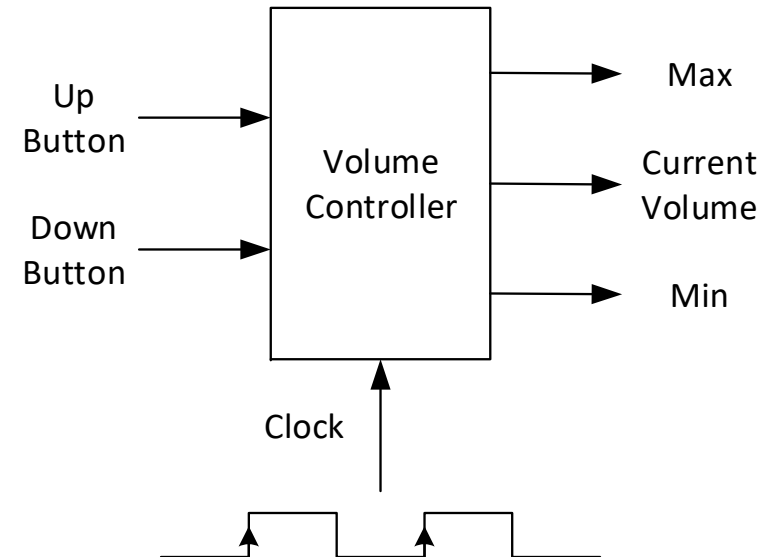 Up
Button
Down
Button
Volume
Controller
Max
Current
Volume
Min
Clock